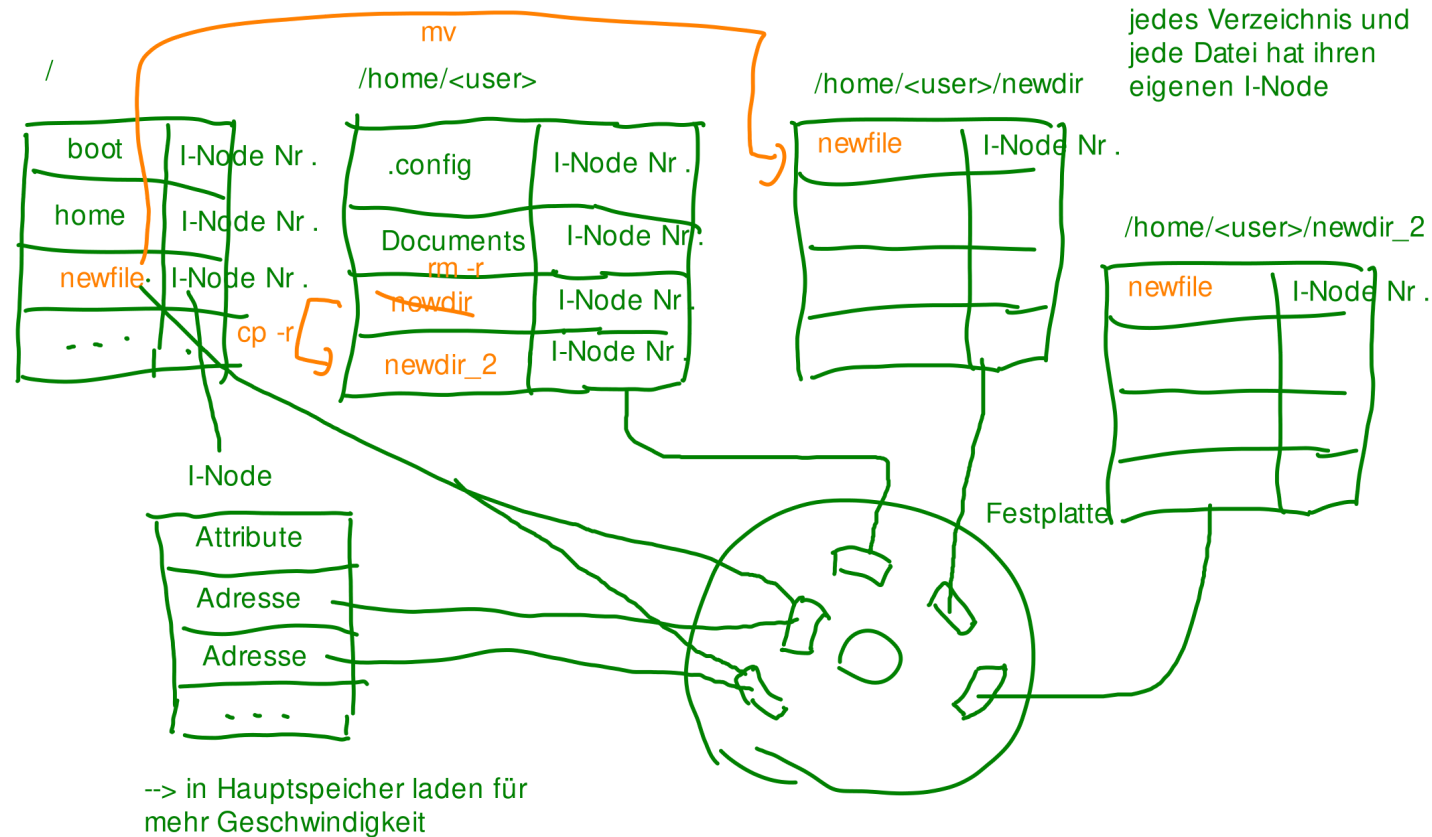 mv
jedes Verzeichnis und
jede Datei hat ihren
eigenen I-Node
/
/home/<user>
/home/<user>/newdir
boot
I-Node Nr .
home
I-Node Nr .
newfile
I-Node Nr .
. . . .
.config
I-Node Nr .
Documents
I-Node Nr .
rm -r
newdir
I-Node Nr .
cp -r
newdir_2
I-Node Nr .
newfile
I-Node Nr .
/home/<user>/newdir_2
newfile
I-Node Nr .
I-Node
Attribute
Adresse
Adresse
. . . .
Festplatte
--> in Hauptspeicher laden für
mehr Geschwindigkeit